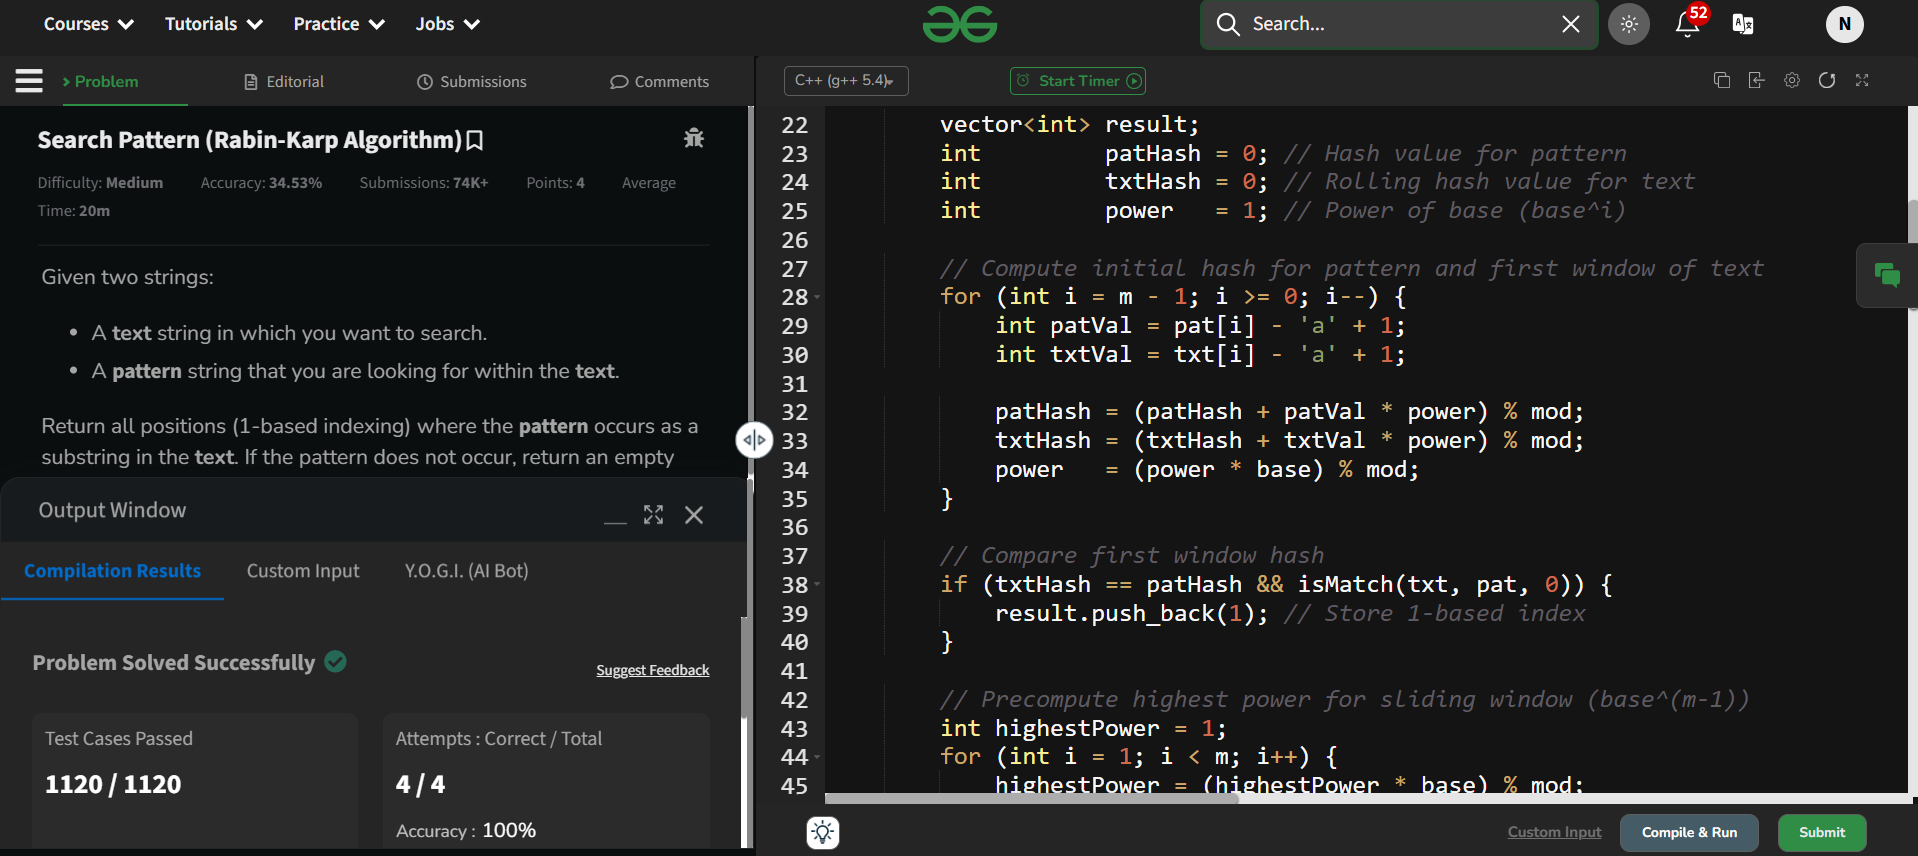 Courses Tutorials Practice Jobs Search... 52 N
Problem Editorial Submissions Comments
C++ (g++ 5.4) Start Timer
Search Pattern (Rabin-Karp Algorithm)
Difficulty: Medium Accuracy: 34.53% Submissions: 74K+ Points: 4 Average
Time: 20m
Given two strings:
• A text string in which you want to search.
• A pattern string that you are looking for within the text.
Return all positions (1-based indexing) where the pattern occurs as a
substring in the text. If the pattern does not occur, return an empty
Output Window
Compilation Results Custom Input Y.O.G.I. (AI Bot)
Problem Solved Successfully
Suggest Feedback
Test Cases Passed
1120 / 1120
Attempts : Correct / Total
4 / 4
Accuracy : 100%
22 vector<int> result;
23 int patHash = 0; // Hash value for pattern
24 int txtHash = 0; // Rolling hash value for text
25 int power = 1; // Power of base (base^i)
26
27 // Compute initial hash for pattern and first window of text
28 for (int i = m - 1; i >= 0; i--) {
29 int patVal = pat[i] - 'a' + 1;
30 int txtVal = txt[i] - 'a' + 1;
31
32 patHash = (patHash + patVal * power) % mod;
33 txtHash = (txtHash + txtVal * power) % mod;
34 power = (power * base) % mod;
35 }
36
37 // Compare first window hash
38 if (txtHash == patHash && isMatch(txt, pat, 0)) {
39 result.push_back(1); // Store 1-based index
40 }
41
42 // Precompute highest power for sliding window (base^(m-1))
43 int highestPower = 1;
44 for (int i = 1; i < m; i++) {
45 highestPower = (highestPower * base) % mod;
Custom Input Compile & Run Submit